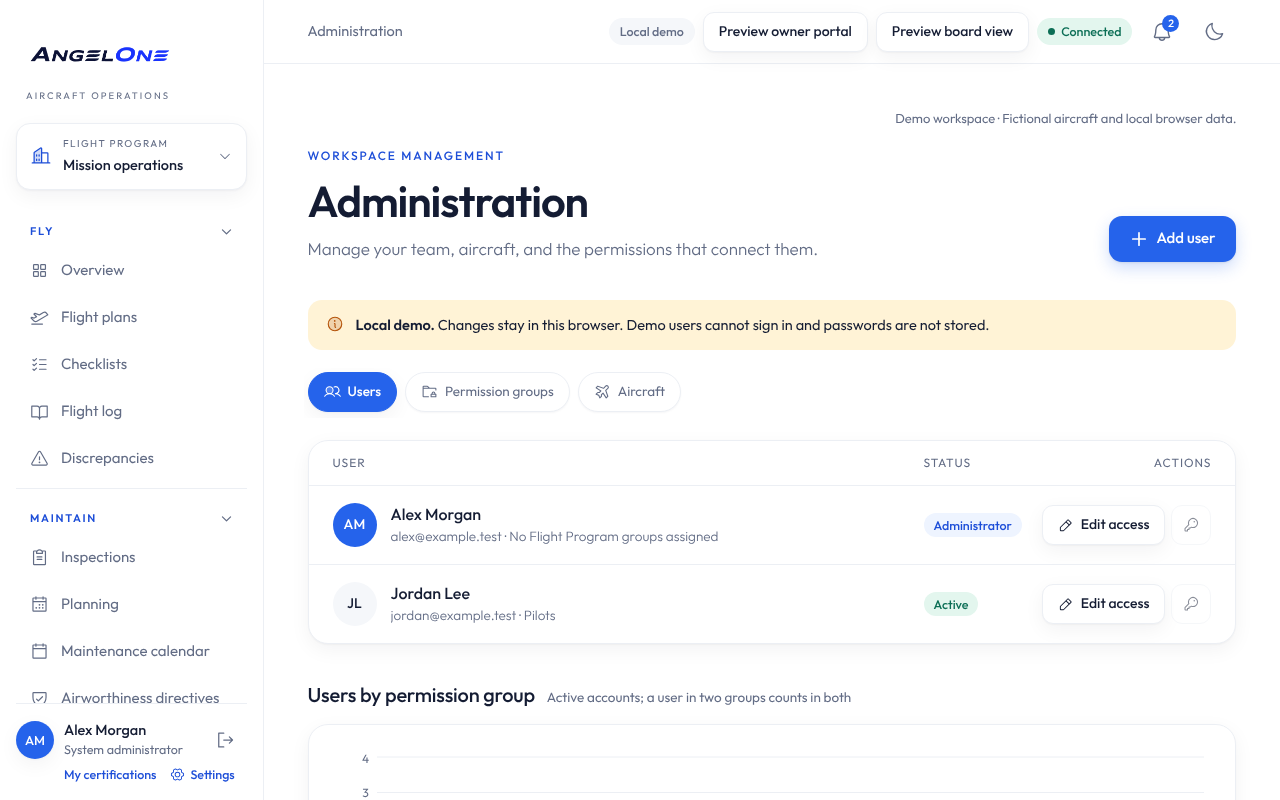 ANGELONE
AIRCRAFT OPERATIONS
FLIGHT PROGRAM
Mission operations
FLY
Overview
Flight plans
Checklists
Flight log
Discrepancies
MAINTAIN
Inspections
Planning
Maintenance calendar
Airworthiness directives
AM
Alex Morgan
System administrator
My certifications
Settings
Administration
Local demo
Preview owner portal
Preview board view
Connected
2
Demo workspace · Fictional aircraft and local browser data.
WORKSPACE MANAGEMENT
Administration
Manage your team, aircraft, and the permissions that connect them.
Add user
Local demo. Changes stay in this browser. Demo users cannot sign in and passwords are not stored.
Users
Permission groups
Aircraft
USER
STATUS
ACTIONS
AM
Alex Morgan
alex@example.test · No Flight Program groups assigned
Administrator
Edit access
JL
Jordan Lee
jordan@example.test · Pilots
Active
Edit access
Users by permission group
Active accounts; a user in two groups counts in both
4
3